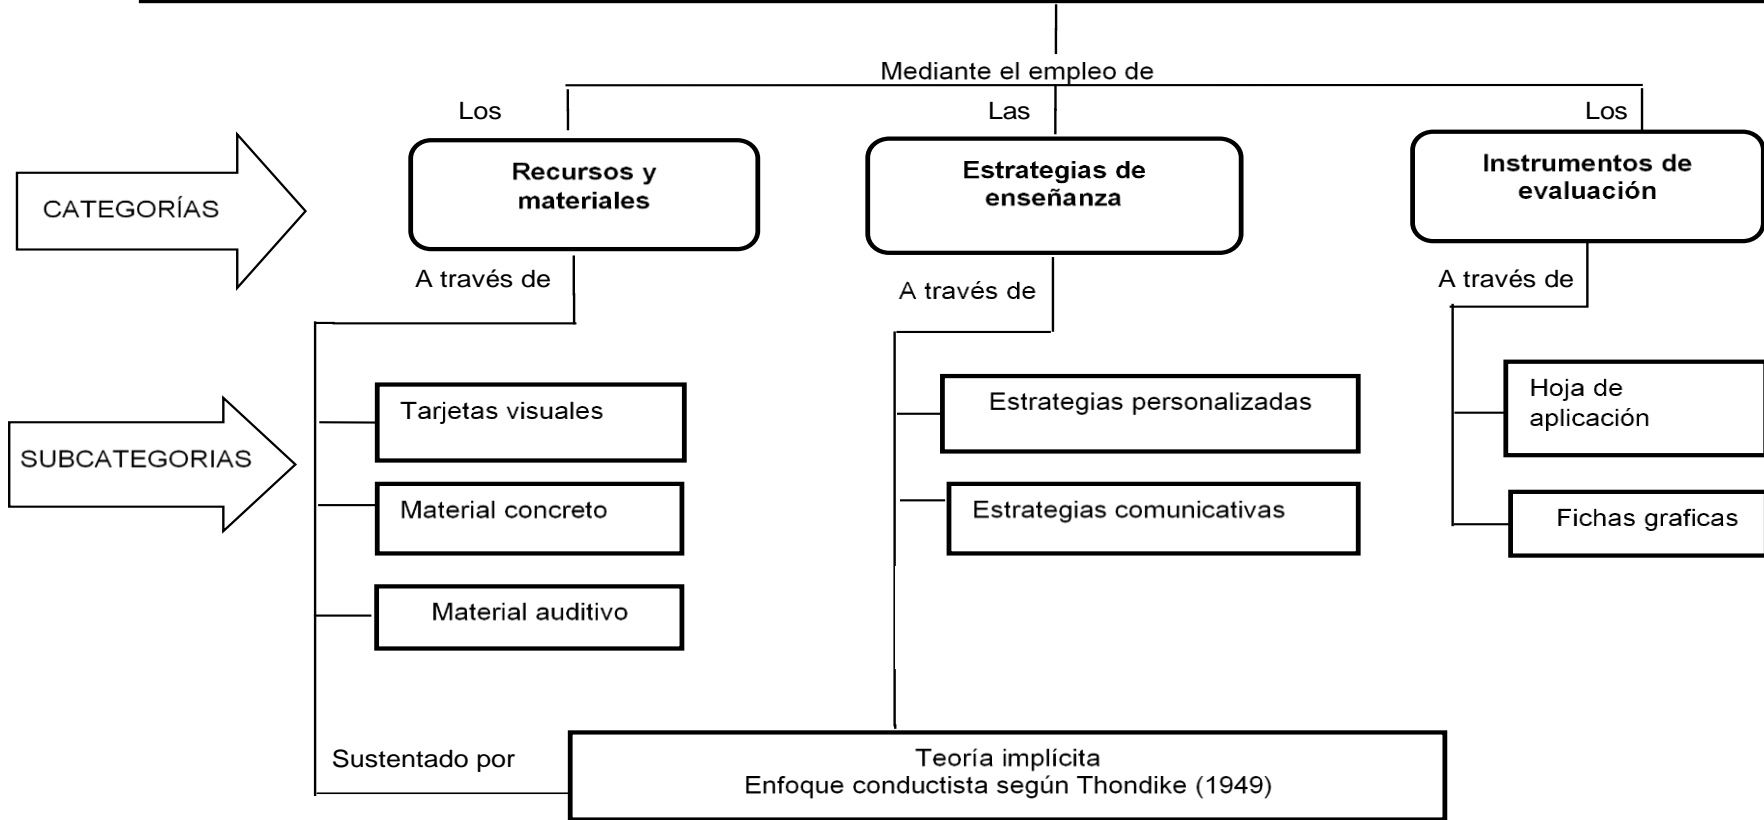 Mediante el empleo de
Los
Las
Los
Recursos y
materiales
Estrategias de
enseñanza
Instrumentos de
evaluación
CATEGORÍAS
A través de
A través de
A través de
SUBCATEGORIAS
Tarjetas visuales
Material concreto
Material auditivo
Estrategias personalizadas
Estrategias comunicativas
Hoja de
aplicación
Fichas graficas
Sustentado por
Teoría implícita
Enfoque conductista según Thondike (1949)